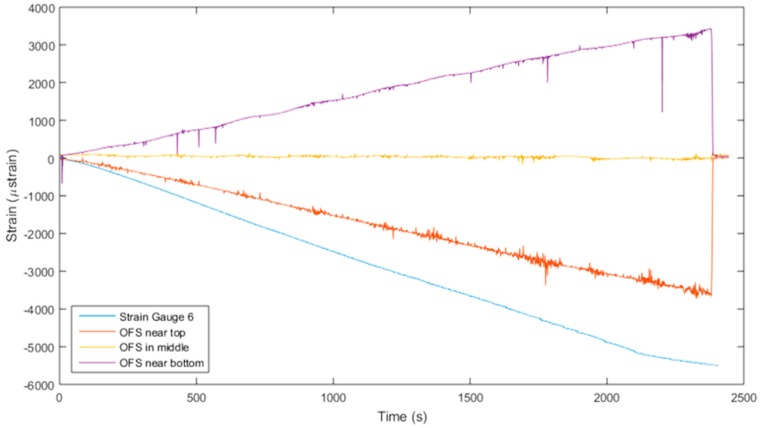 4000
3000
2000
1000
0
-1000
-2000
-3000
-4000
-5000
-6000
Strain (μstrain)
Strain Gauge 6
OFS near top
OFS in middle
OFS near bottom
0 500 1000 1500 2000 2500
Time (s)